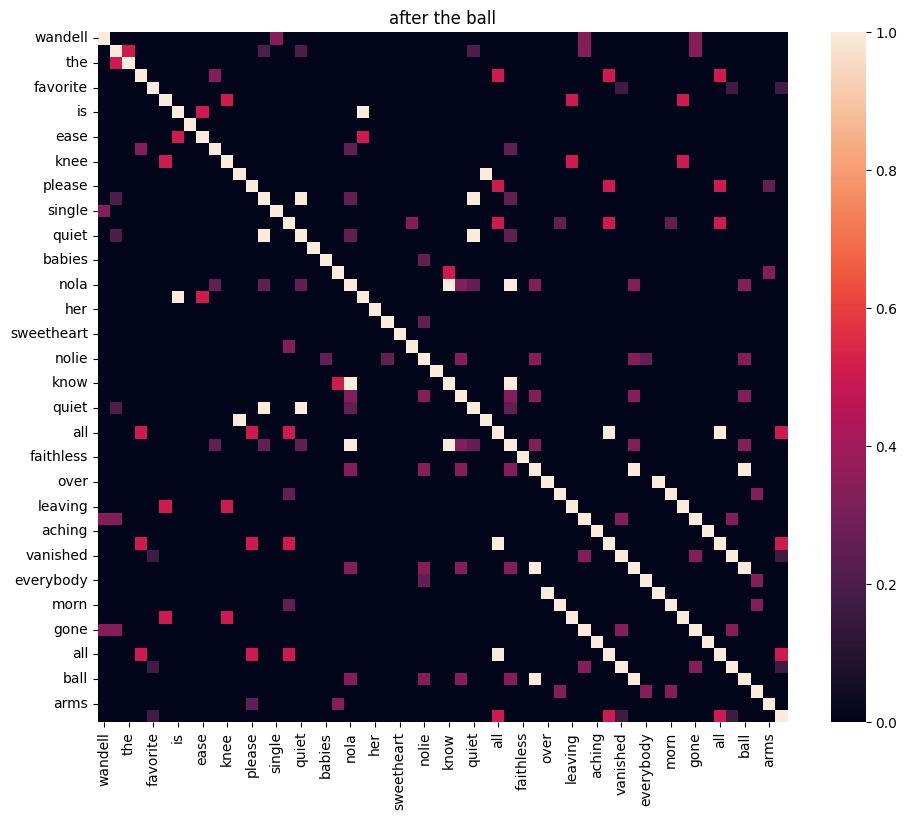 after the ball
wandell
the
favorite
is
ease
knee
please
single
quiet
babies
nola
her
sweetheart
nolie
know
quiet
all
faithless
over
leaving
aching
vanished
everybody
morn
gone
all
ball
arms
1.0
0.8
0.6
0.4
0.2
0.0
wandell
the
favorite
is
ease
knee
please
single
quiet
babies
nola
her
sweetheart
nolie
know
quiet
all
faithless
over
leaving
aching
vanished
everybody
morn
gone
all
ball
arms